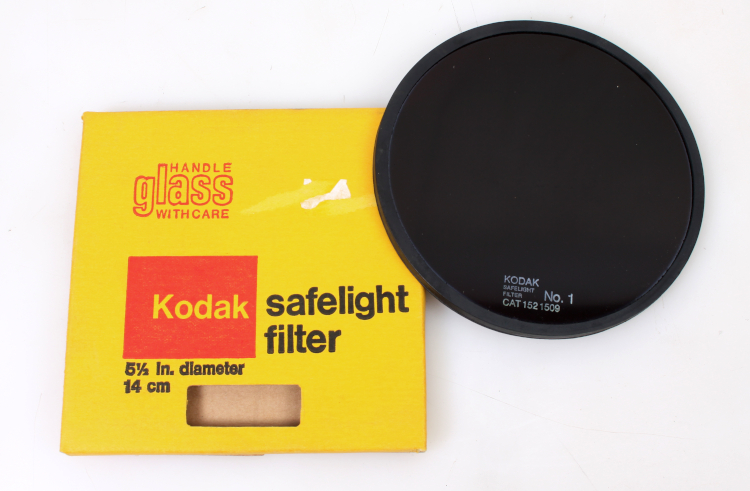 HANDLE
glass
WITH CARE
Kodak
safelight
filter
5½ in. diameter
14 cm
KODAK
SAFELIGHT
FILTER No. 1
CAT 152 1509